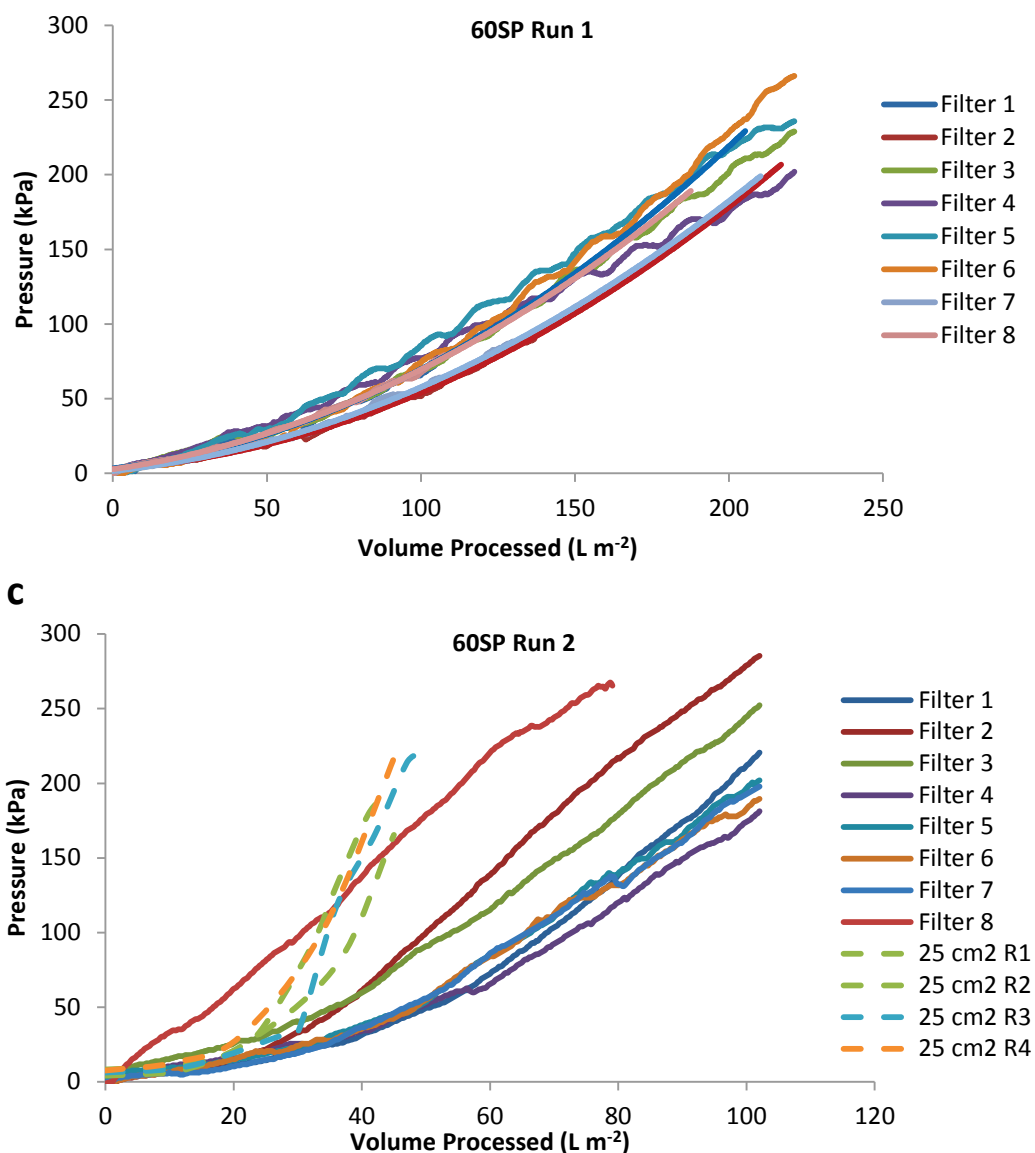 60SP Run 1
300
250
200
150
100
50
0
Pressure (kPa)
0 50 100 150 200 250
Volume Processed (L m-2)
Filter 1
Filter 2
Filter 3
Filter 4
Filter 5
Filter 6
Filter 7
Filter 8
c
60SP Run 2
300
250
200
150
100
50
0
Pressure (kPa)
0 20 40 60 80 100 120
Volume Processed (L m-2)
Filter 1
Filter 2
Filter 3
Filter 4
Filter 5
Filter 6
Filter 7
Filter 8
25 cm2 R1
25 cm2 R2
25 cm2 R3
25 cm2 R4